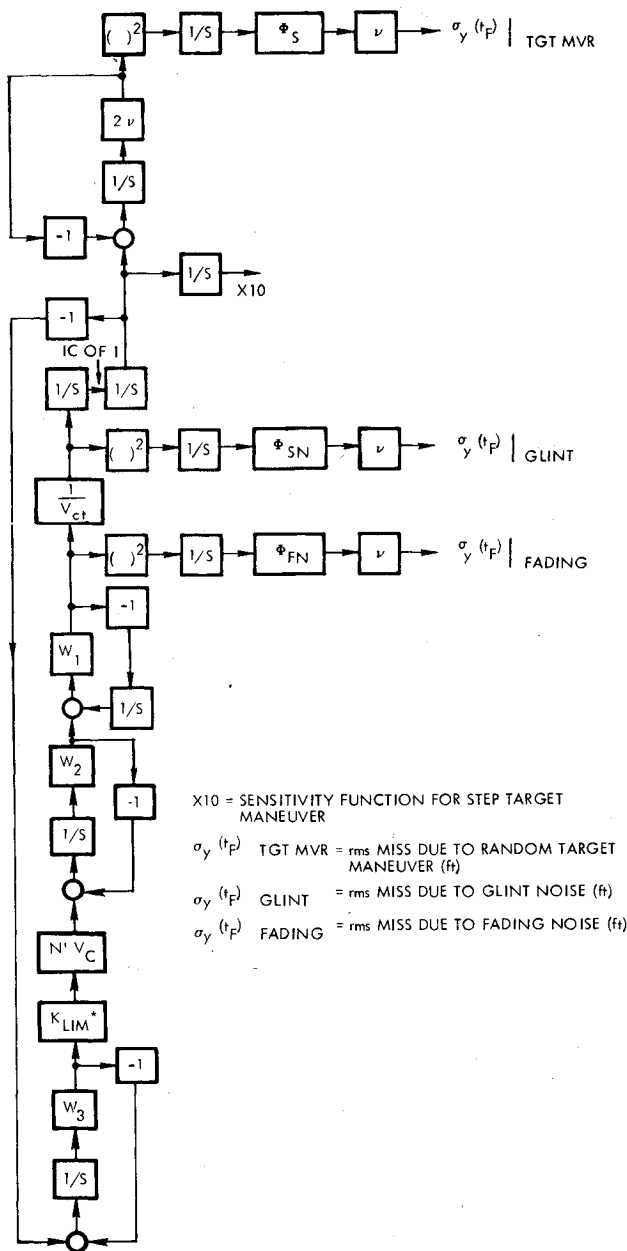 ( )² 1/S Φ_S ν σ_y (t_F) | TGT MVR
2 ν
1/S
-1
1/S
X10
-1
IC OF 1
1/S 1/S
( )² 1/S Φ_SN ν σ_y (t_F) | GLINT
1/V_ct
( )² 1/S Φ_FN ν σ_y (t_F) | FADING
-1
W_1
1/S
W_2
-1
1/S
X10 = SENSITIVITY FUNCTION FOR STEP TARGET
MANEUVER
σ_y (t_F) TGT MVR = rms MISS DUE TO RANDOM TARGET
MANEUVER (ft)
σ_y (t_F) GLINT = rms MISS DUE TO GLINT NOISE (ft)
σ_y (t_F) FADING = rms MISS DUE TO FADING NOISE (ft)
N' V_C
K_LIM*
-1
W_3
1/S